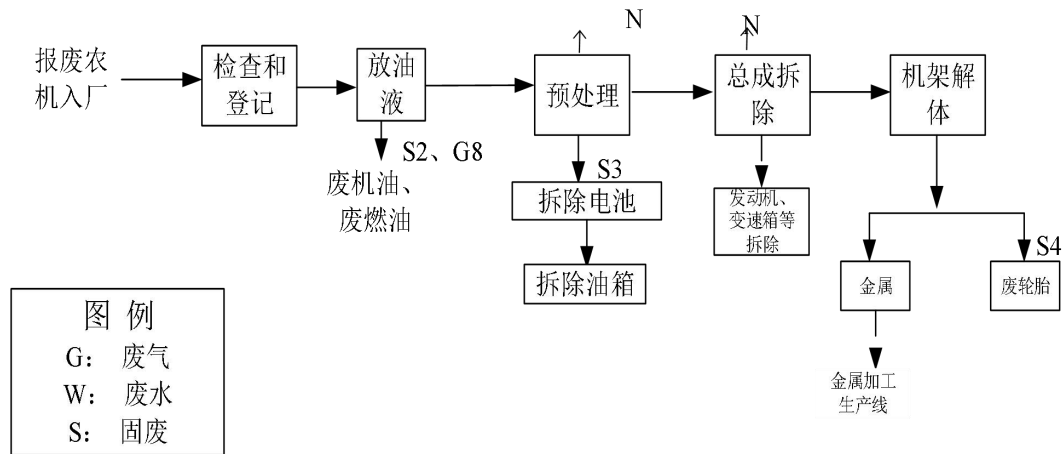 报废农
机入厂
检查和
登记
放油
液
S2、G8
废机油、
废燃油
N
预处理
S3
拆除电池
拆除油箱
N
总成拆
除
发动机、
变速箱等
拆除
机架解
体
金属
S4
废轮胎
金属加工
生产线
图 例
G： 废气
W： 废水
S： 固废